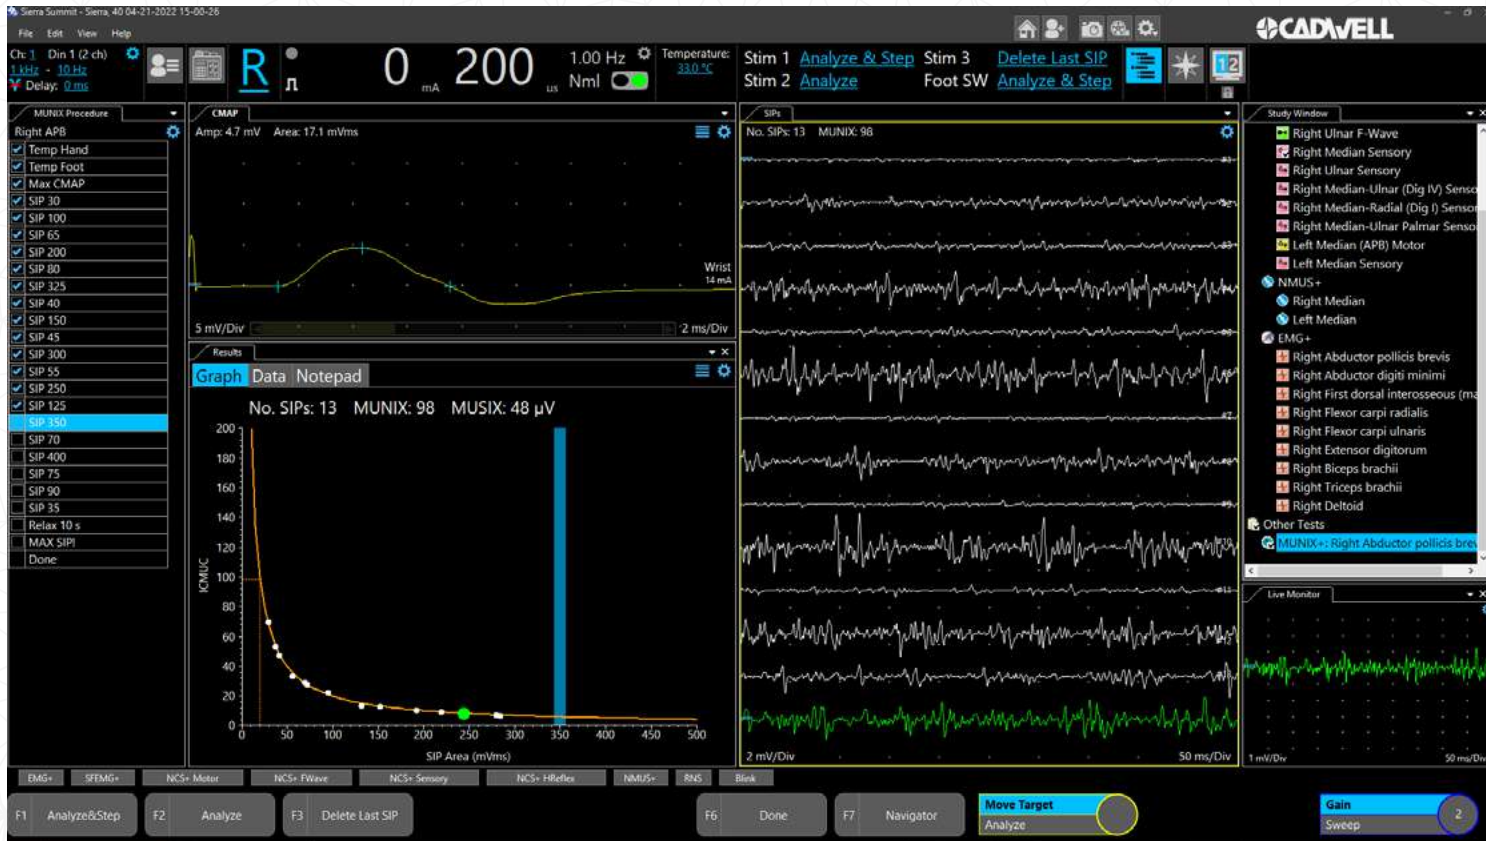 Sierra Summit - Sierra, 40 04-21-2022 15-00-26
File Edit View Help
CADWELL
Ch: 1 Din 1 (2 ch)
1 kHz - 10 Hz
Delay: 0 ms
R
0 mA 200 us
1.00 Hz
Nml
Temperature:
33.0 °C
Stim 1 Analyze & Step Stim 3 Delete Last SIP
Stim 2 Analyze Foot SW Analyze & Step
12
MUNIX Procedure
Right APB
Temp Hand
Temp Foot
Max CMAP
SIP 30
SIP 100
SIP 65
SIP 200
SIP 80
SIP 325
SIP 40
SIP 150
SIP 45
SIP 300
SIP 55
SIP 250
SIP 125
SIP 350
SIP 70
SIP 400
SIP 75
SIP 90
SIP 35
Relax 10 s
MAX SIP!
Done
CMAP
Amp: 4.7 mV Area: 17.1 mVms
Wrist
14 mA
5 mV/Div
2 ms/Div
Results
Graph Data Notepad
No. SIPs: 13 MUNIX: 98 MUSIX: 48 µV
200
180
160
140
120
100
80
60
40
20
0
ICMUC
0 50 100 150 200 250 300 350 400 450 500
SIP Area (mVms)
SIPs
No. SIPs: 13 MUNIX: 98
2 mV/Div
50 ms/Div
Study Window
Right Ulnar F-Wave
Right Median Sensory
Right Ulnar Sensory
Right Median-Ulnar (Dig IV) Senso
Right Median-Radial (Dig I) Sensor
Right Median-Ulnar Palmar Senso
Left Median (APB) Motor
Left Median Sensory
NMUS+
Right Median
Left Median
EMG+
Right Abductor pollicis brevis
Right Abductor digiti minimi
Right First dorsal interosseous (ma
Right Flexor carpi radialis
Right Flexor carpi ulnaris
Right Extensor digitorum
Right Biceps brachii
Right Triceps brachii
Right Deltoid
Other Tests
MUNIX+: Right Abductor pollicis brev
Live Monitor
1 mV/Div
50 ms/Div
EMG+ SFEMG+ NCS+ Motor NCS+ FWave NCS+ Sensory NCS+ HReflex NMUS+ RNS Blink
F1 Analyze&Step
F2 Analyze
F3 Delete Last SIP
F6 Done
F7 Navigator
Move Target
Analyze
Gain
Sweep
2